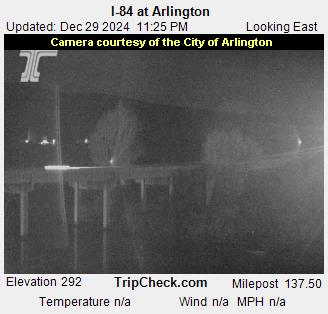 I-84 at Arlington
Updated: Dec 29 2024 11:25 PM Looking East
Camera courtesy of the City of Arlington
Elevation 292 TripCheck.com Milepost 137.50
Temperature n/a Wind n/a MPH n/a